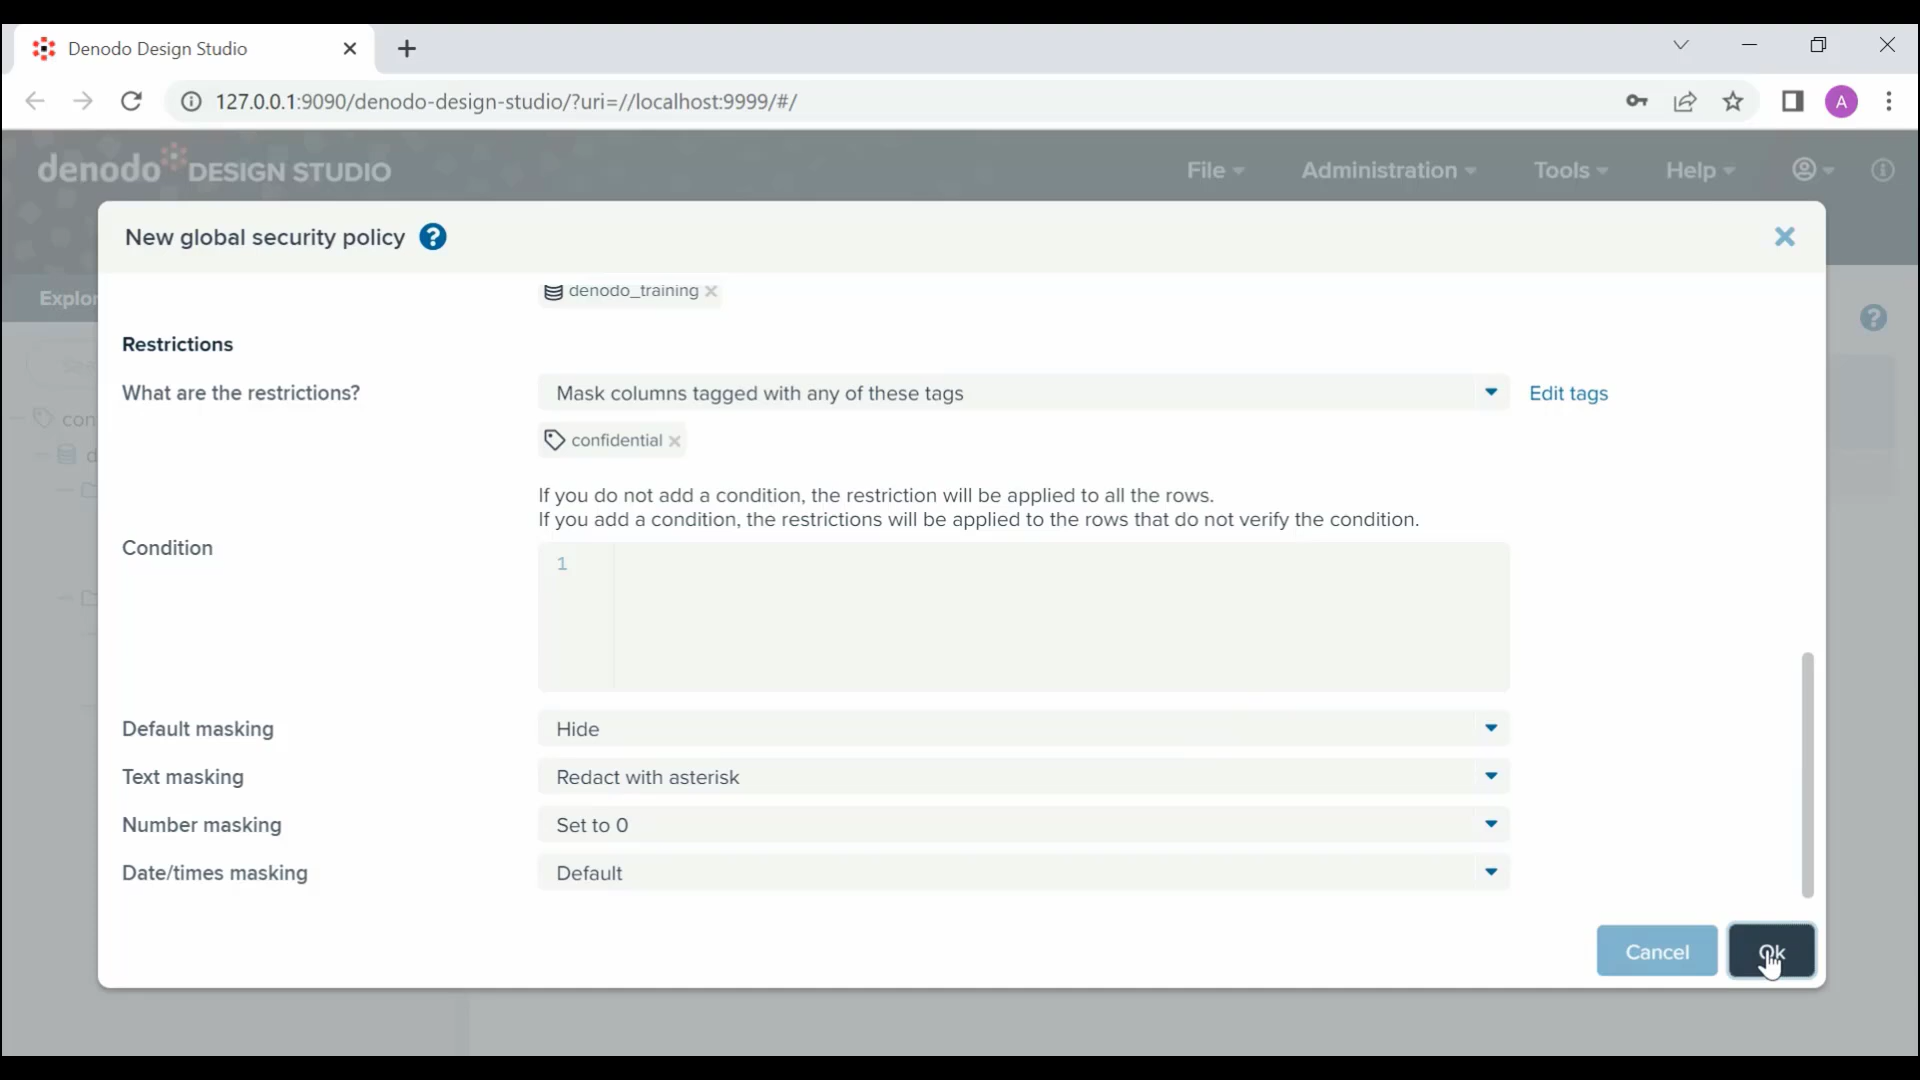 Denodo Design Studio
127.0.0.1:9090/denodo-design-studio/?uri=//localhost:9999/#/
A
denodo DESIGN STUDIO
File
Administration
Tools
Help
New global security policy ?
Explor
?
denodo_training
Restrictions
What are the restrictions?
Mask columns tagged with any of these tags
Edit tags
con
confidential
d
If you do not add a condition, the restriction will be applied to all the rows.
If you add a condition, the restrictions will be applied to the rows that do not verify the condition.
Condition
1
Default masking
Hide
Text masking
Redact with asterisk
Number masking
Set to 0
Date/times masking
Default
Cancel
Ok